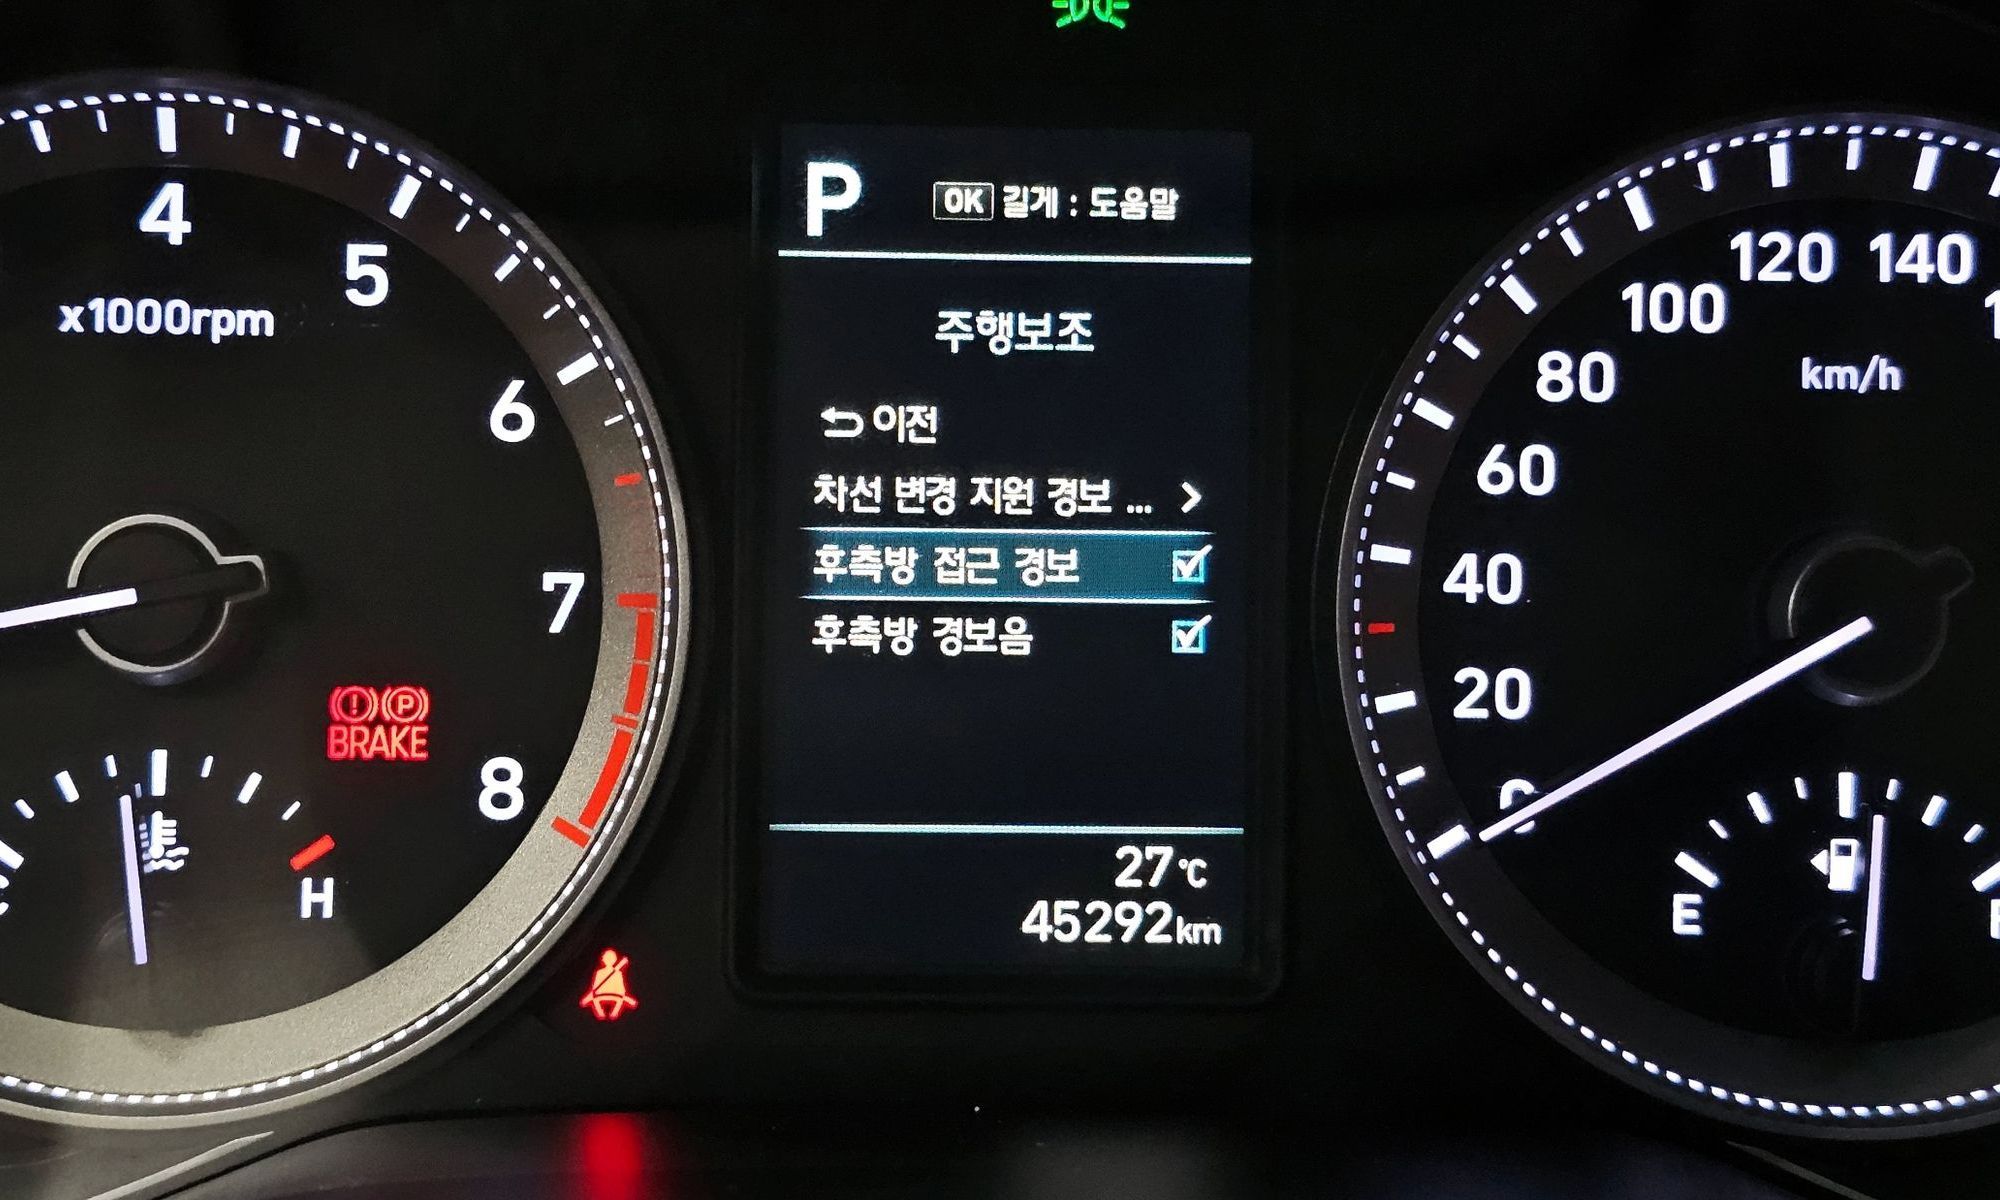 4
5
x1000rpm
6
7
8
BRAKE
H
P OK 길게 : 도움말
주행보조
이전
차선 변경 지원 경보 ...
후측방 접근 경보
후측방 경보음
27℃
45292km
120 140
100
km/h
80
60
40
20
0
E